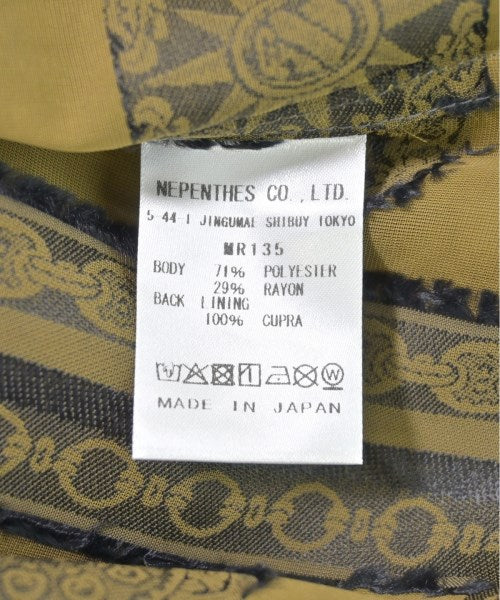 NEPENTHES CO.,LTD.
5-44-1 JINGUMAE SHIBUY TOKYO
MR135
BODY 71% POLYESTER
29% RAYON
BACK LINING
100% CUPRA
MADE IN JAPAN